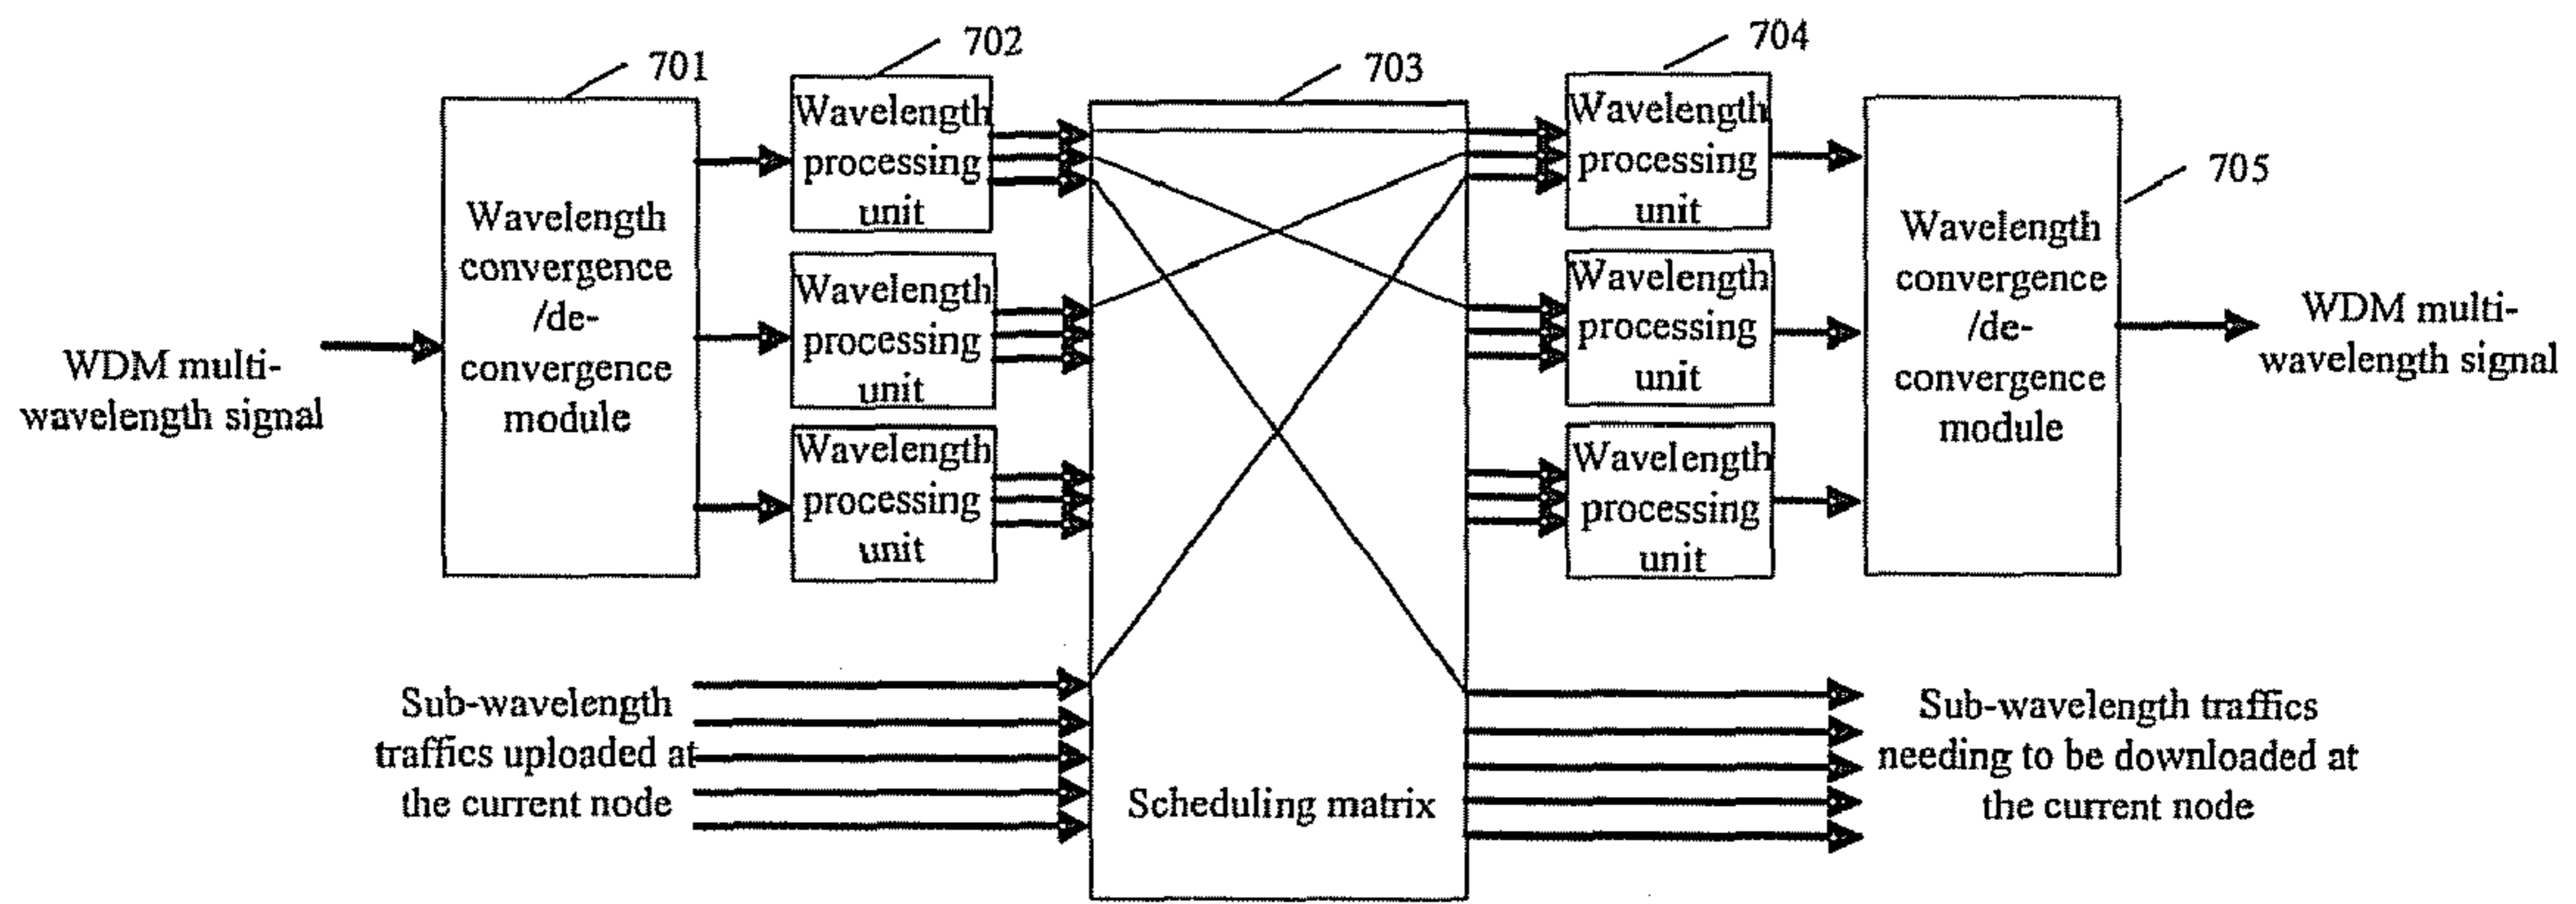 701
702
703
704
705
WDM multi-
wavelength signal
Wavelength
convergence
/de-
convergence
module
Wavelength
processing
unit
Wavelength
processing
unit
Wavelength
processing
unit
Scheduling matrix
Wavelength
processing
unit
Wavelength
processing
unit
Wavelength
processing
unit
Wavelength
convergence
/de-
convergence
module
WDM multi-
wavelength signal
Sub-wavelength
traffics uploaded at
the current node
Sub-wavelength traffics
needing to be downloaded at
the current node